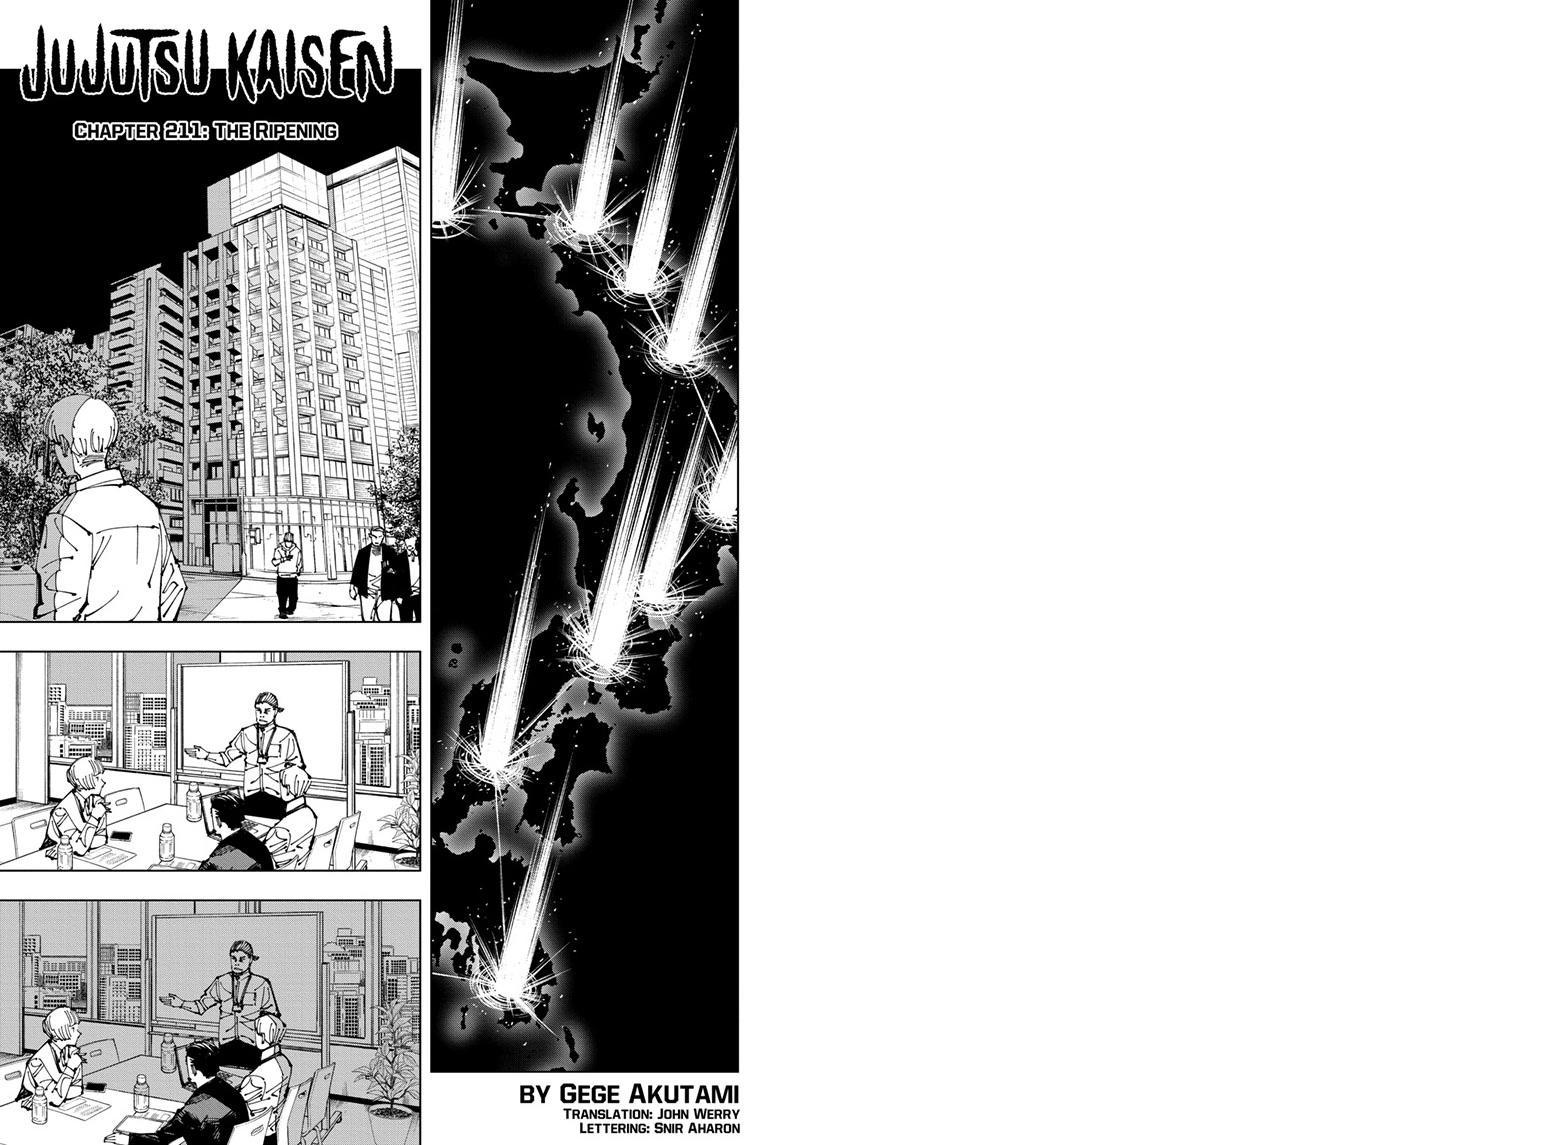 JUJUTSU KAISEN
CHAPTER 211: THE RIPENING
BY GEGE AKUTAMI
TRANSLATION: JOHN WERRY
LETTERING: SNIR AHARON